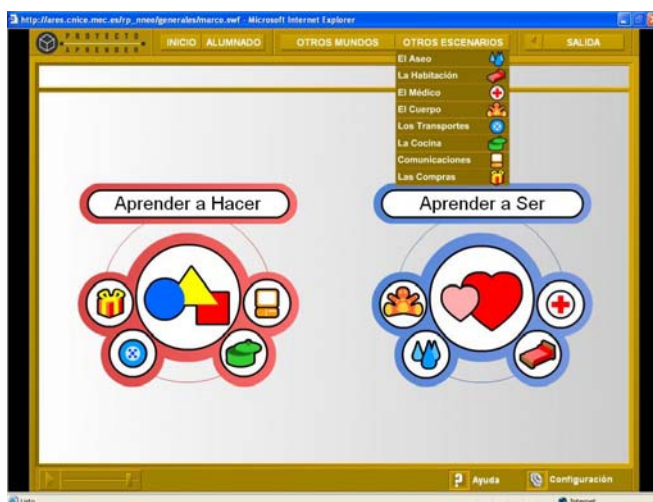 http://ares.cnice.mec.es/rp_nnee/generales/marco.swf - Microsoft Internet Explorer
PROYECTO
APRENDER
INICIO ALUMNADO OTROS MUNDOS OTROS ESCENARIOS SALIDA
El Aseo
La Habitación
El Médico
El Cuerpo
Los Transportes
La Cocina
Comunicaciones
Las Compras
Aprender a Hacer Aprender a Ser
? Ayuda Configuración
Listo Internet